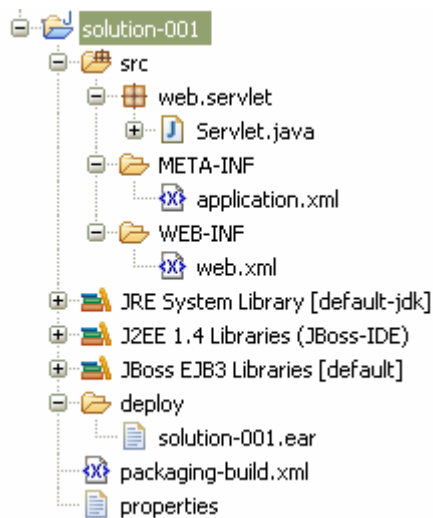 solution-001
src
web.servlet
Servlet.java
META-INF
application.xml
WEB-INF
web.xml
JRE System Library [default-jdk]
J2EE 1.4 Libraries (JBoss-IDE)
JBoss EJB3 Libraries [default]
deploy
solution-001.ear
packaging-build.xml
properties